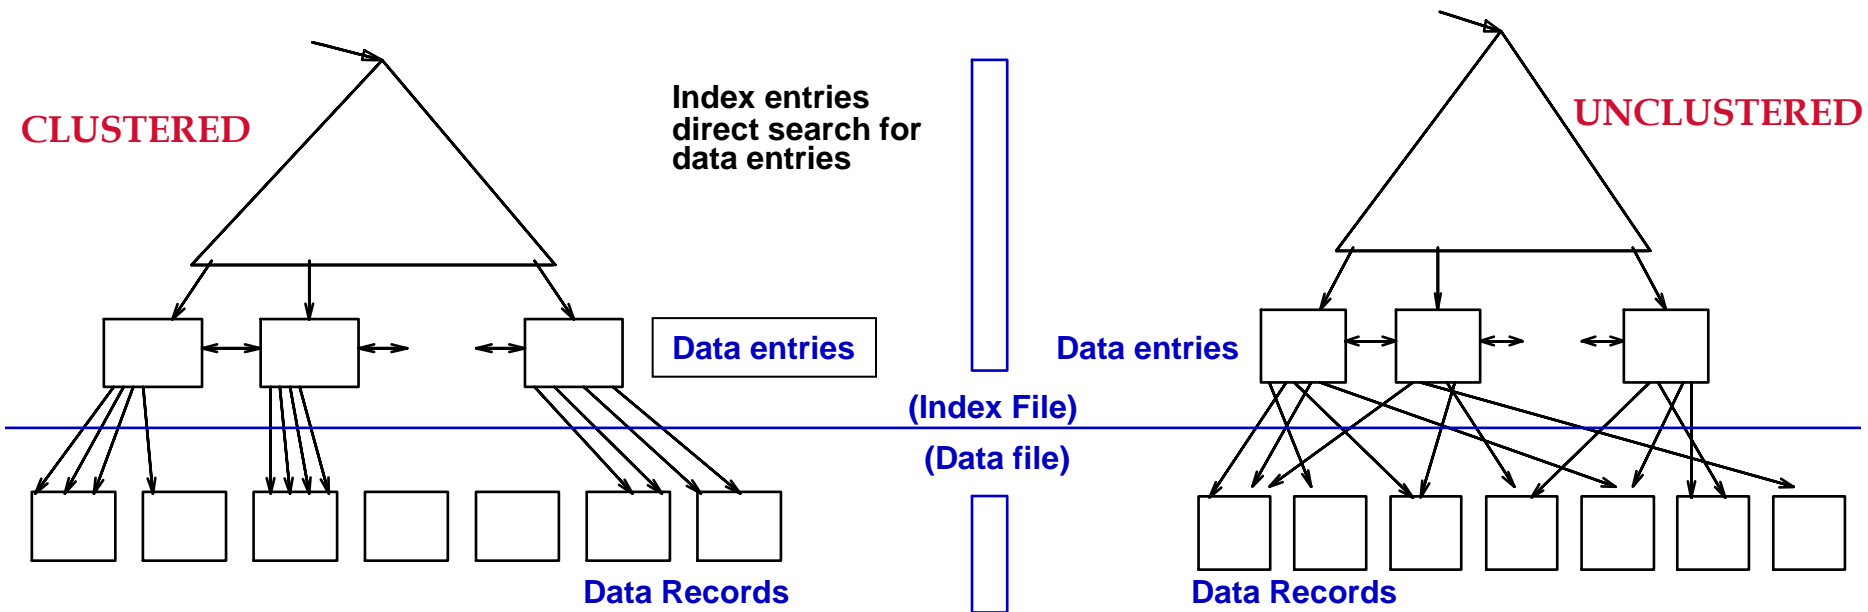 CLUSTERED
Index entries
direct search for
data entries
UNCLUSTERED
Data entries
Data entries
(Index File)
(Data file)
Data Records
Data Records